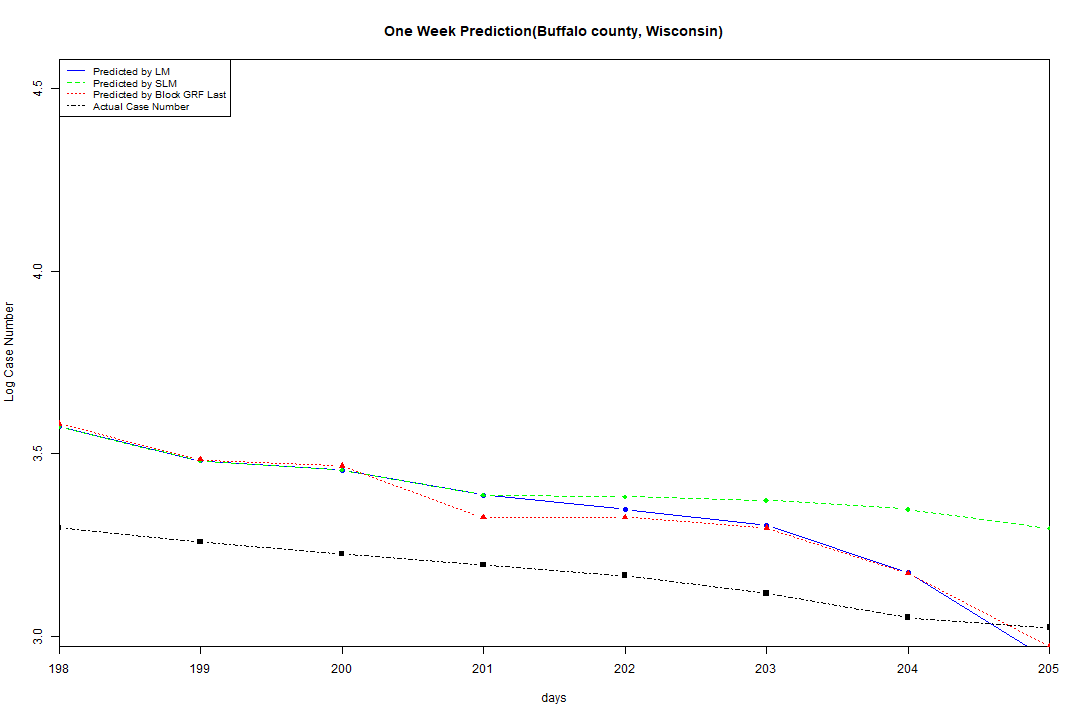 One Week Prediction(Buffalo county, Wisconsin)
Predicted by LM
Predicted by SLM
Predicted by Block GRF Last
Actual Case Number
4.5
4.0
3.5
3.0
Log Case Number
198 199 200 201 202 203 204 205
days